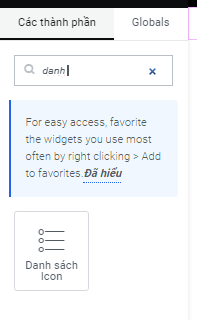 Các thành phần Globals
danh
For easy access, favorite
the widgets you use most
often by right clicking > Add
to favorites.Đã hiểu
Danh sách
Icon